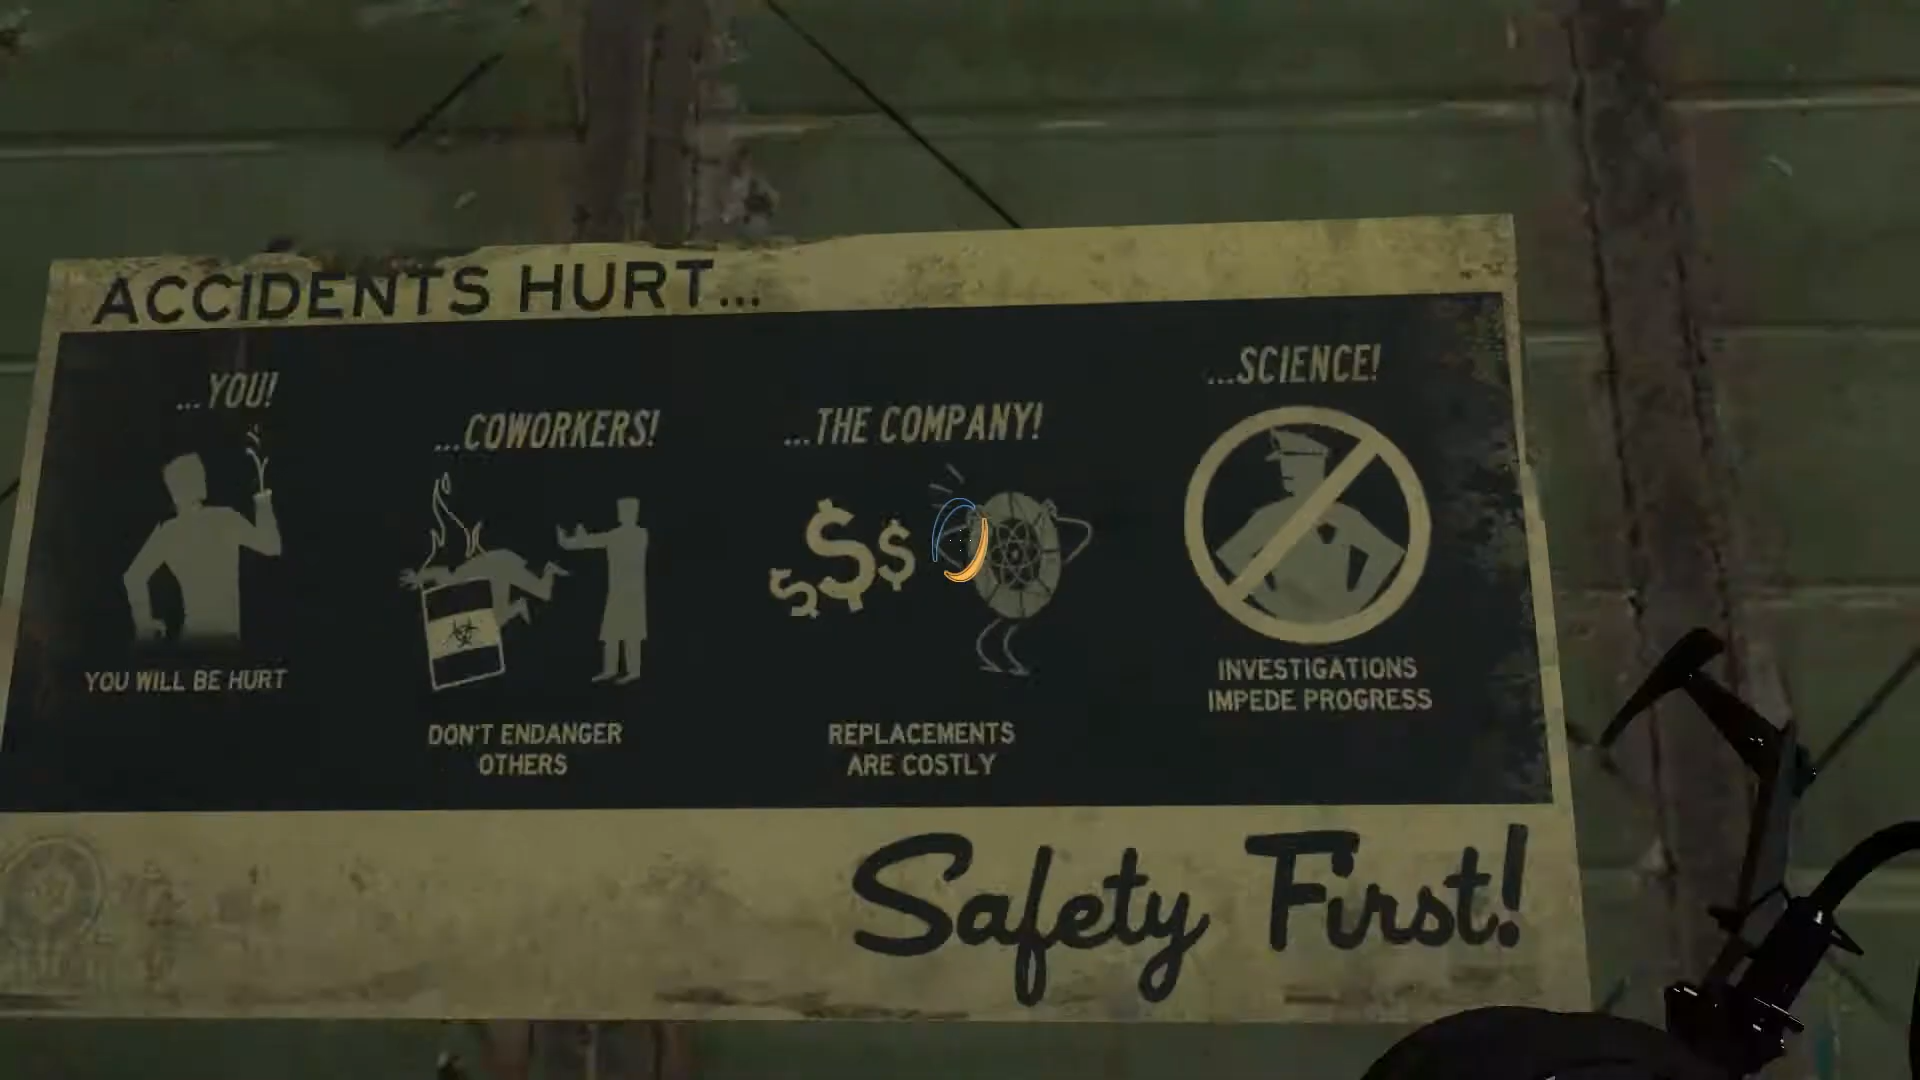 ACCIDENTS HURT...
...YOU!
YOU WILL BE HURT
...COWORKERS!
DON'T ENDANGER
OTHERS
...THE COMPANY!
$$$
REPLACEMENTS
ARE COSTLY
...SCIENCE!
INVESTIGATIONS
IMPEDE PROGRESS
Safety First!